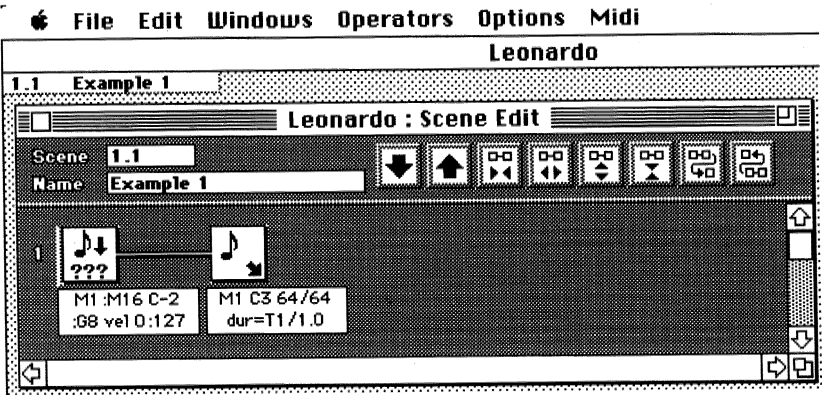 File Edit Windows Operators Options Midi
Leonardo
1.1 Example 1
Leonardo : Scene Edit
Scene 1.1
Name Example 1
1
???
M1 :M16 C-2
:G8 vel 0:127
M1 C3 64/64
dur=T1/1.0